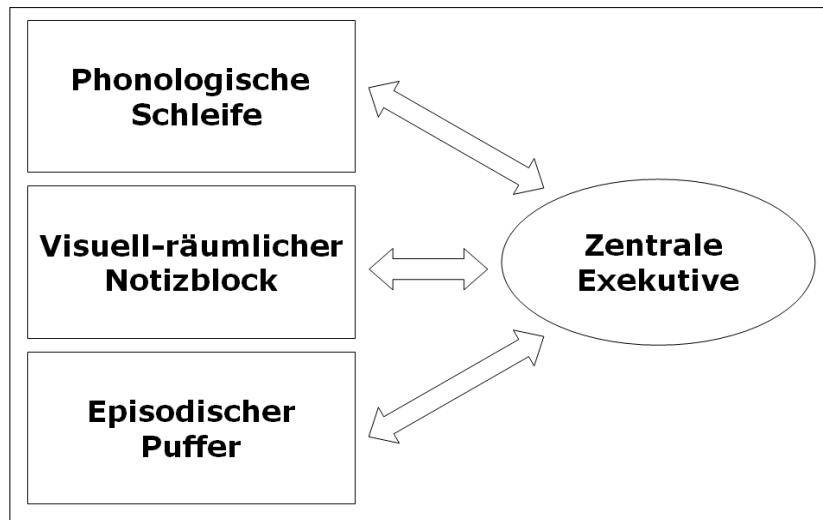 Phonologische
Schleife
Visuell-räumlicher
Notizblock
Episodischer
Puffer
Zentrale
Exekutive